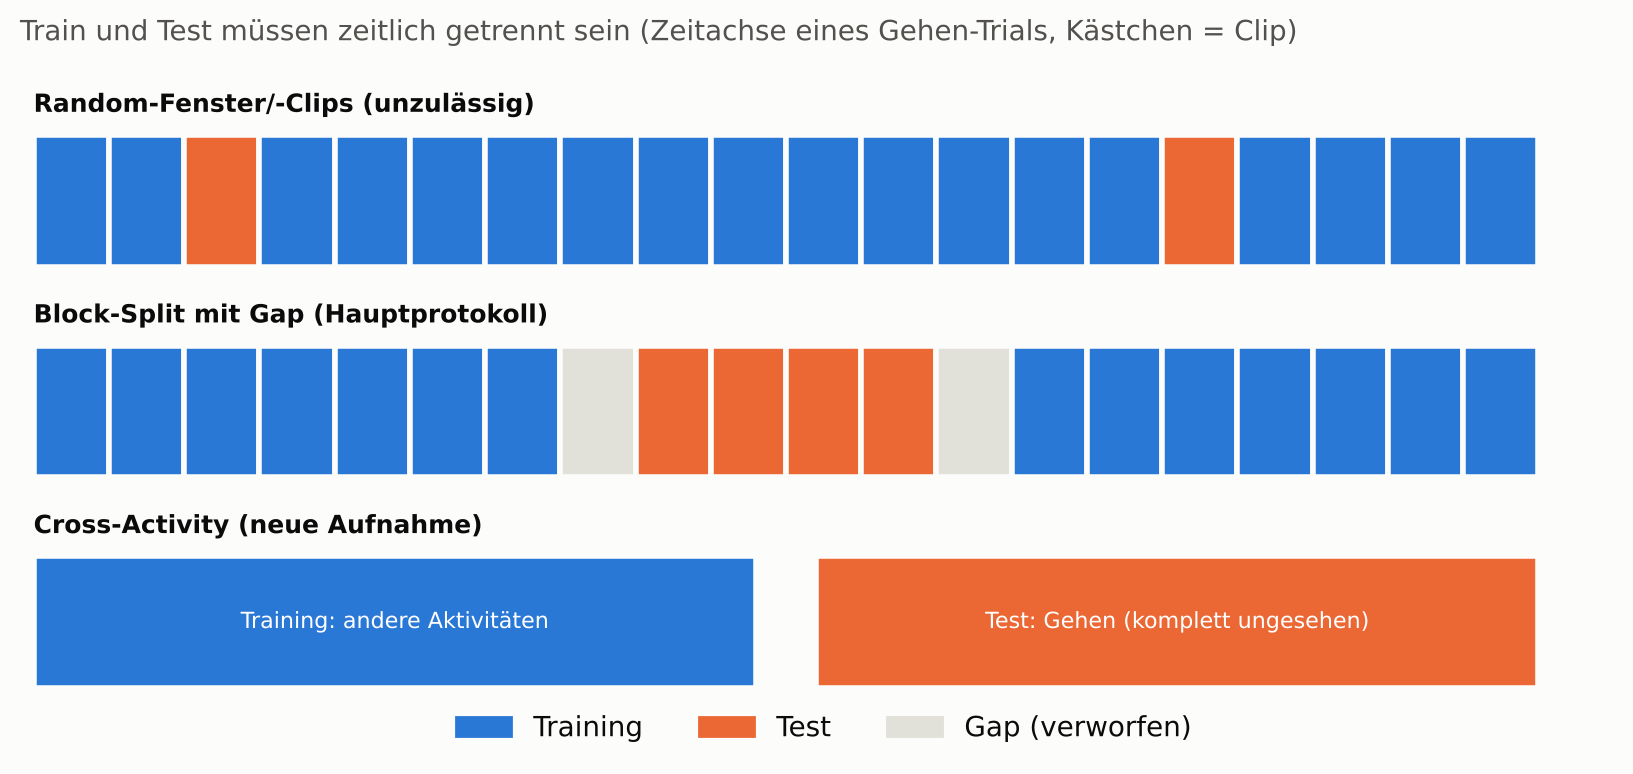 Train und Test müssen zeitlich getrennt sein (Zeitachse eines Gehen-Trials, Kästchen = Clip)
Random-Fenster/-Clips (unzulässig)
Block-Split mit Gap (Hauptprotokoll)
Cross-Activity (neue Aufnahme)
Training: andere Aktivitäten
Test: Gehen (komplett ungesehen)
Training
Test
Gap (verworfen)